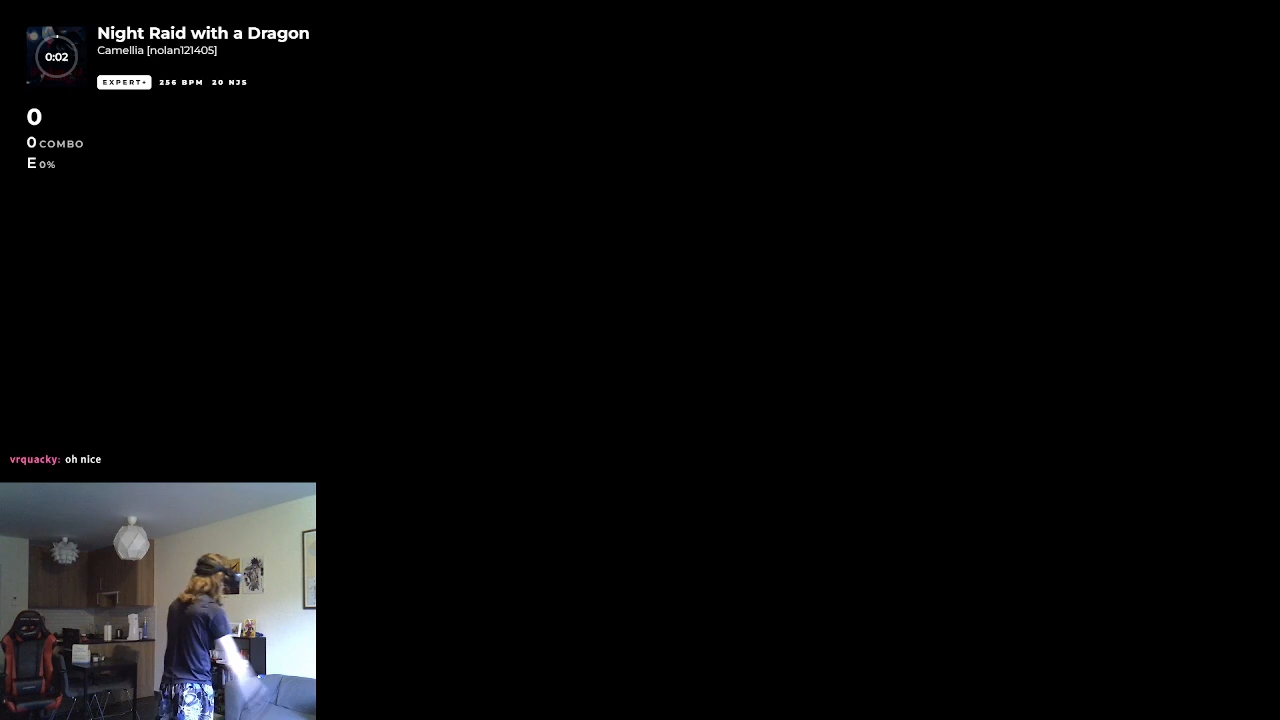 Night Raid with a Dragon
Camellia [nolan121405]
0:02
EXPERT+ 256 BPM 20 NJS
0
0 COMBO
E 0%
vrquacky: oh nice